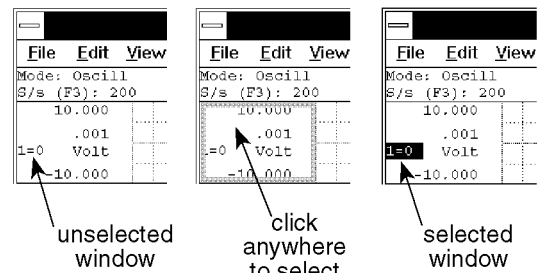 File Edit View
Mode: Oscill
S/s (F3): 200
10.000
.001
1=0 Volt
-10.000
unselected
window
File Edit View
Mode: Oscill
S/s (F3): 200
10.000
.001
=0 Volt
-10.000
click
anywhere
to select
File Edit View
Mode: Oscill
S/s (F3): 200
10.000
.001
1=0 Volt
-10.000
selected
window